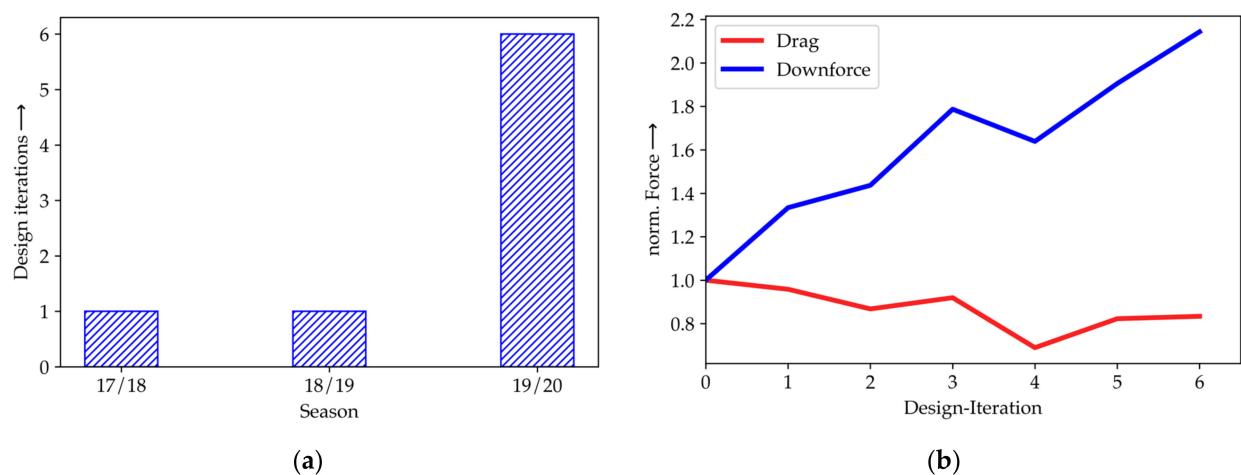 6
5
4
3
2
1
0
Design iterations ⟶
17/18 18/19 19/20
Season
(a)
2.2
2.0
1.8
1.6
1.4
1.2
1.0
0.8
norm. Force ⟶
Drag
Downforce
0 1 2 3 4 5 6
Design-Iteration
(b)